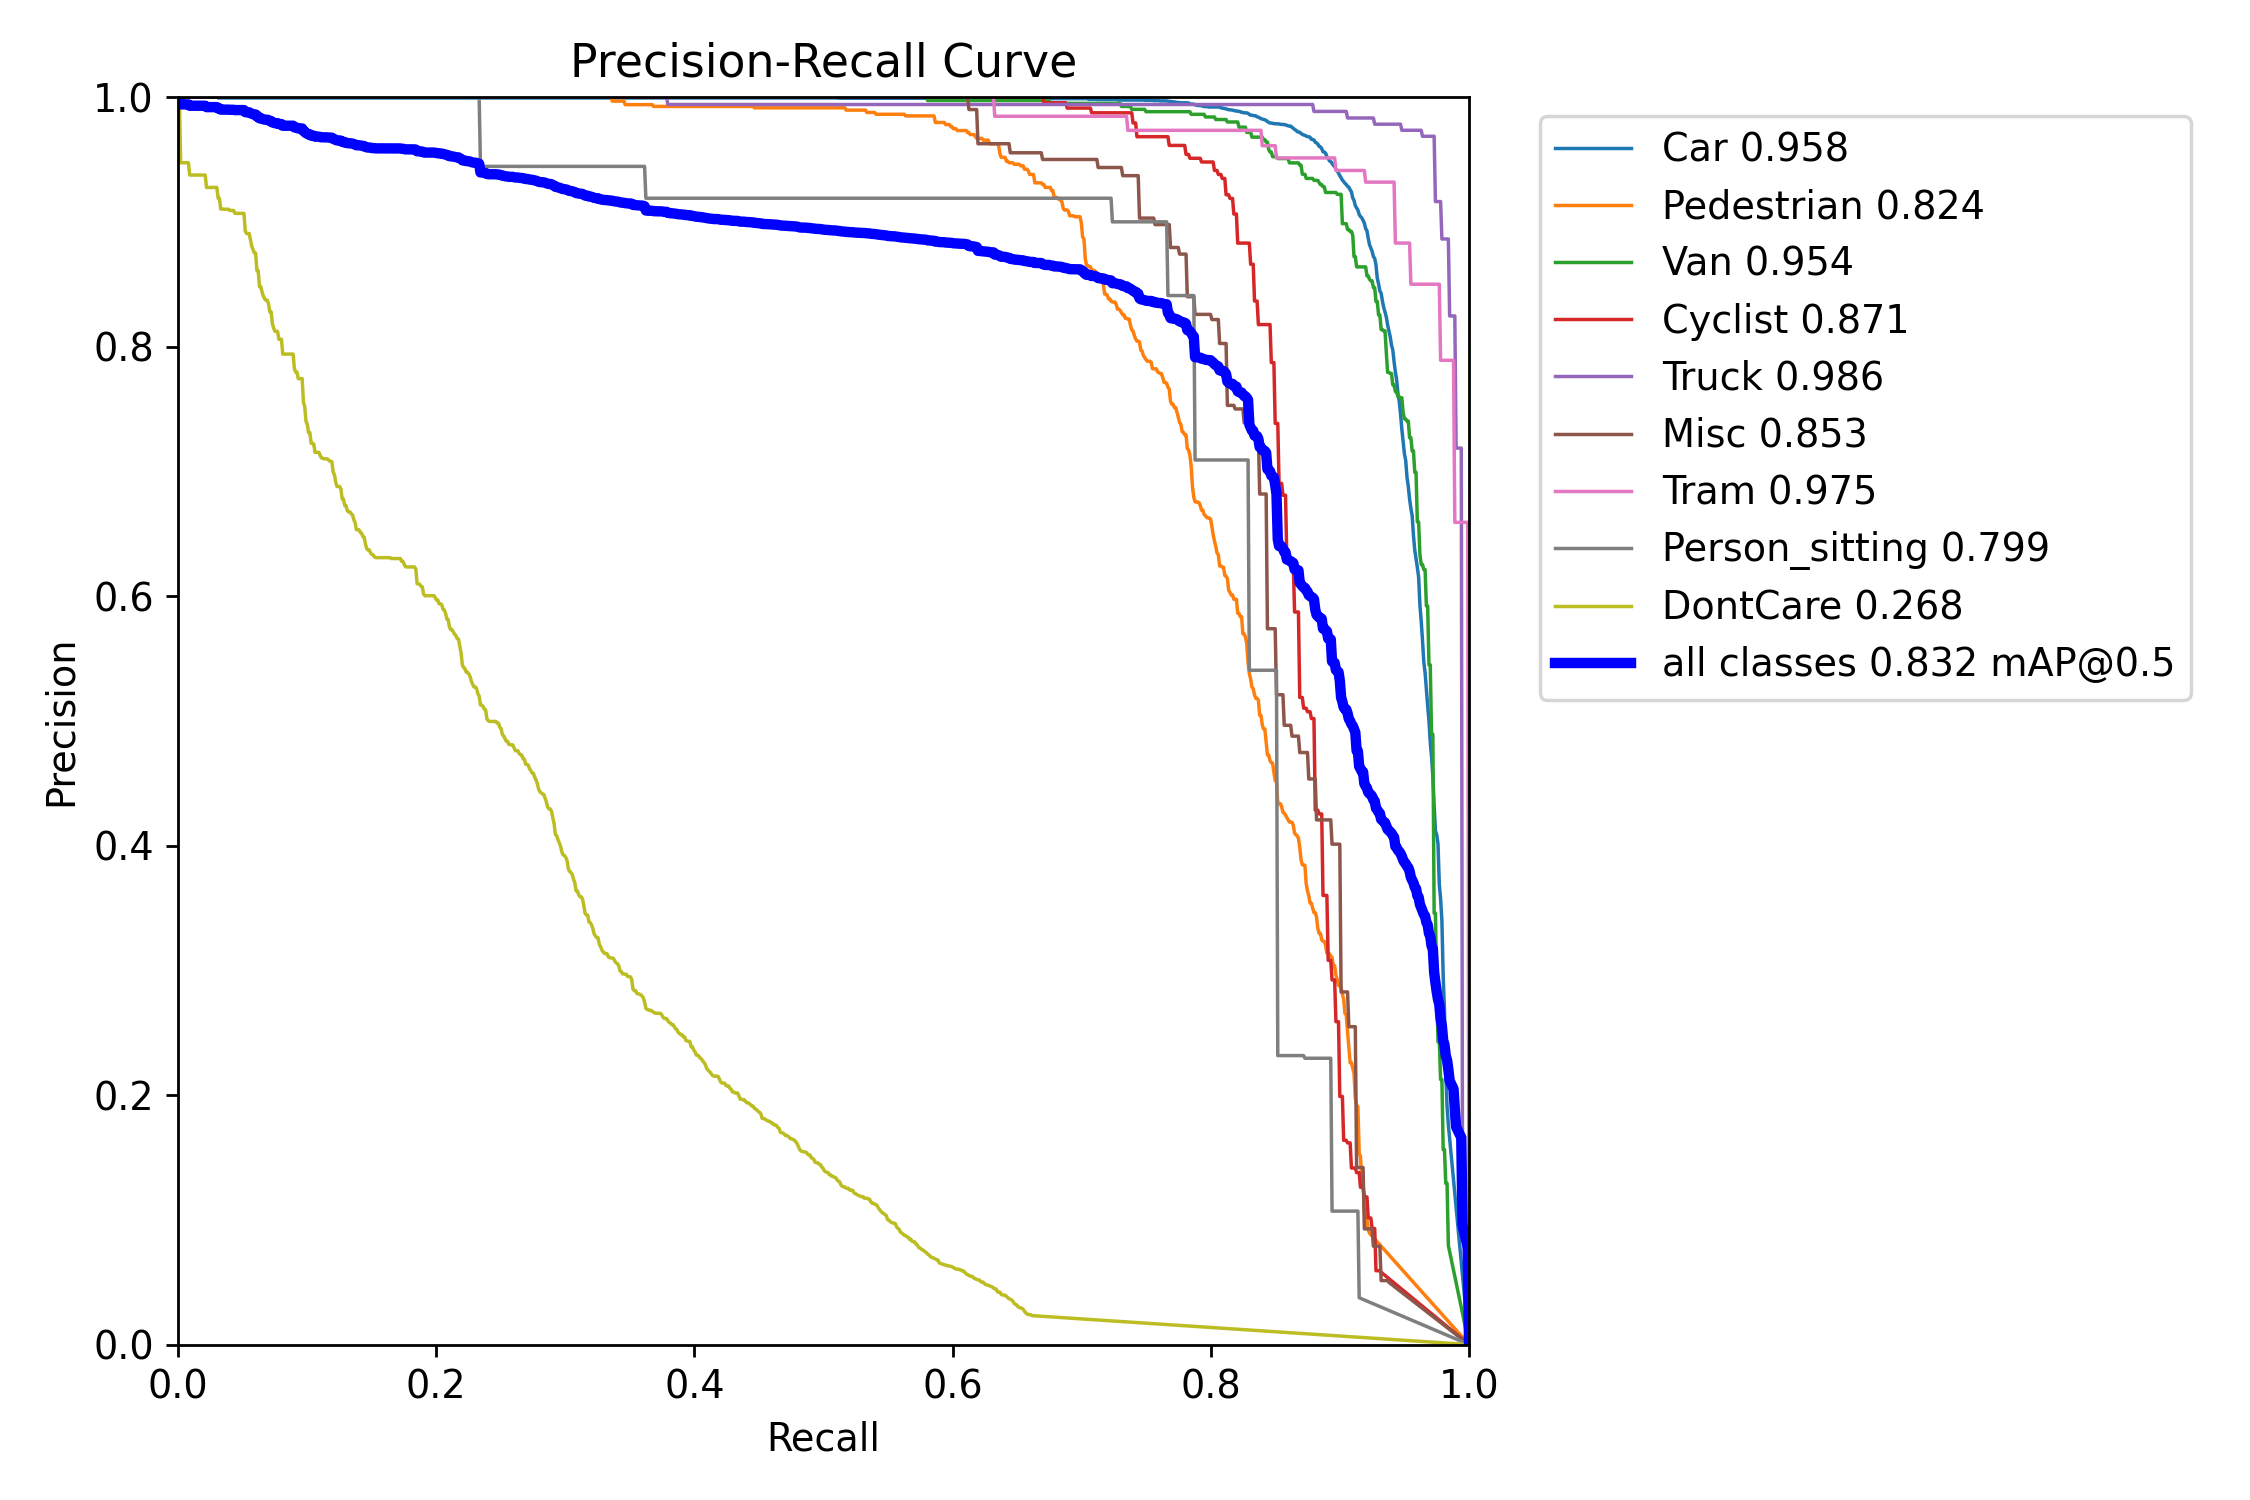 Precision-Recall Curve
1.0
0.8
0.6
0.4
0.2
0.0
Precision
0.0 0.2 0.4 0.6 0.8 1.0
Recall
Car 0.958
Pedestrian 0.824
Van 0.954
Cyclist 0.871
Truck 0.986
Misc 0.853
Tram 0.975
Person_sitting 0.799
DontCare 0.268
all classes 0.832 mAP@0.5